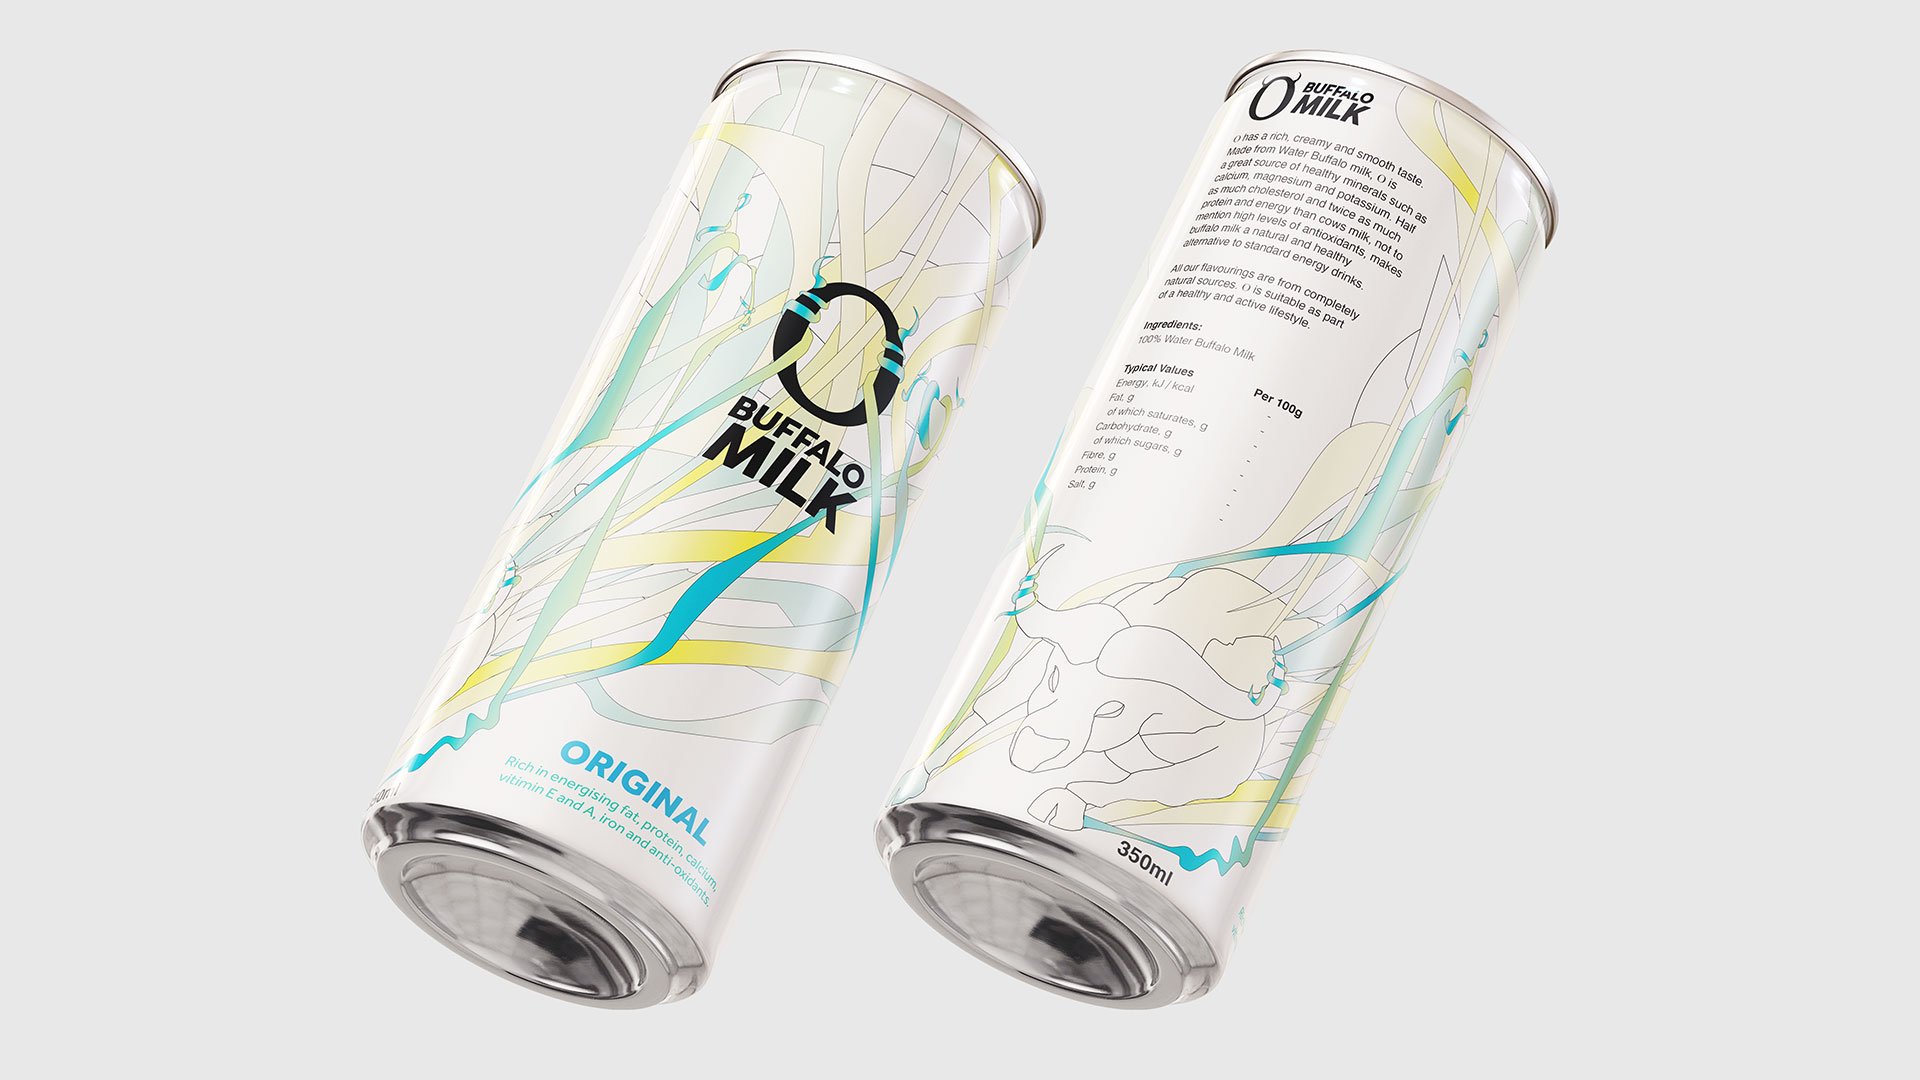 O
BUFFALO
MILK
ORIGINAL
Rich in energising fat, protein, calcium,
vitimin E and A, iron and anti-oxidants.
O BUFFALO
MILK
O has a rich, creamy and smooth taste.
Made from Water Buffalo milk, O is
a great source of healthy minerals such as
calcium, magnesium and potassium. Half
as much cholesterol and twice as much
protein and energy than cows milk, not to
mention high levels of antioxidants, makes
buffalo milk a natural and healthy
alternative to standard energy drinks.
All our flavourings are from completely
natural sources. O is suitable as part
of a healthy and active lifestyle.
Ingredients:
100% Water Buffalo Milk
Typical Values Per 100g
Energy, kJ / kcal -
Fat, g -
of which saturates, g -
Carbohydrate, g -
of which sugars, g -
Fibre, g -
Protein, g -
Salt, g -
350ml